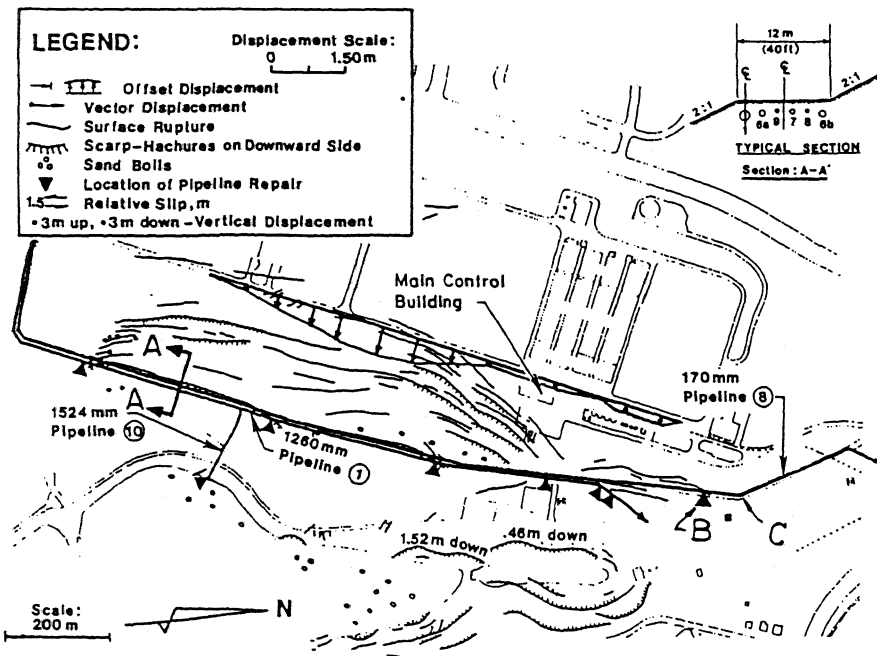 LEGEND:
Displacement Scale:
0 1.50m
Offset Displacement
Vector Displacement
Surface Rupture
Scarp-Hachures on Downward Side
Sand Boils
Location of Pipeline Repair
1.5 Relative Slip, m
•3m up, •3m down-Vertical Displacement
12 m
(40ft)
℄ ℄
2:1 2:1
6a 9 7 8 6b
TYPICAL SECTION
Section: A-A'
Main Control
Building
170mm
Pipeline 8
A
A
1524 mm
Pipeline 10
1260mm
Pipeline 1
B
C
1.52m down
.46m down
Scale:
200 m
N